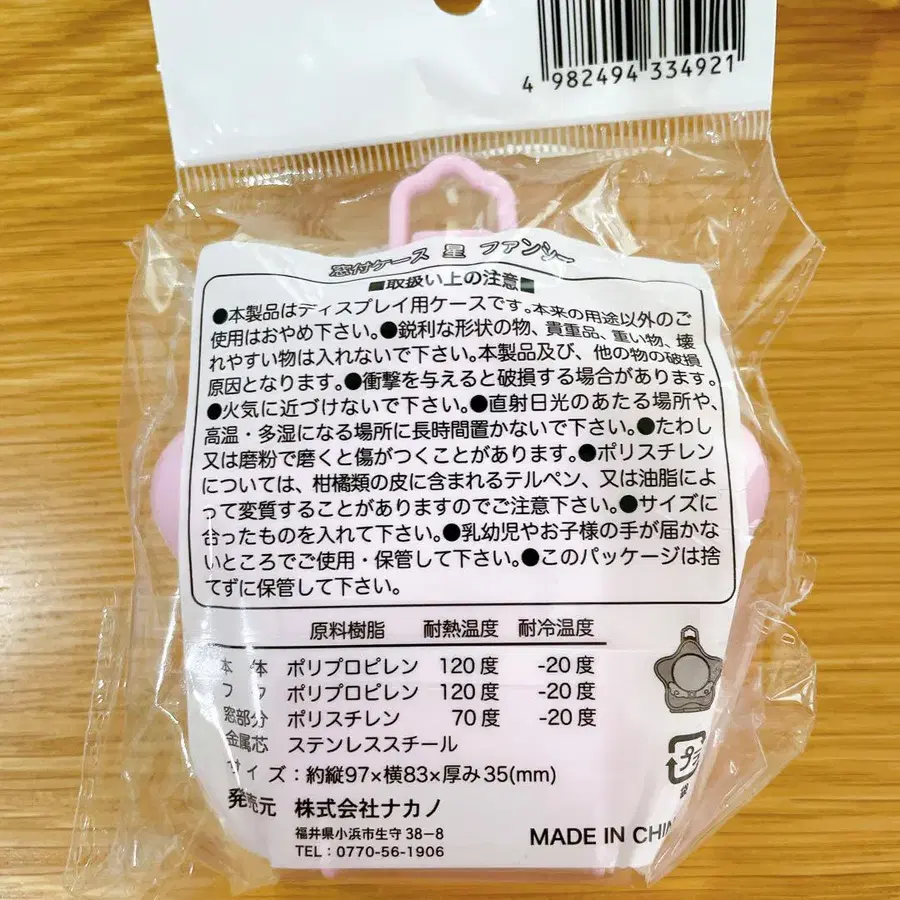 4 982494 334921
窓付ケース 星 ファンシー
■取扱い上の注意■
●本製品はディスプレイ用ケースです。本来の用途以外のご
使用はおやめ下さい。●鋭利な形状の物、貴重品、重い物、壊
れやすい物は入れないで下さい。本製品及び、他の物の破損
原因となります。●衝撃を与えると破損する場合があります。
●火気に近づけないで下さい。●直射日光のあたる場所や、
高温・多湿になる場所に長時間置かないで下さい。●たわし
又は磨粉で磨くと傷がつくことがあります。●ポリスチレン
については、柑橘類の皮に含まれるテルペン、又は油脂によ
って変質することがありますのでご注意下さい。●サイズに
合ったものを入れて下さい。●乳幼児やお子様の手が届かな
いところでご使用・保管して下さい。●このパッケージは捨
てずに保管して下さい。
原料樹脂 耐熱温度 耐冷温度
本 体 ポリプロピレン 120度 -20度
フタ ポリプロピレン 120度 -20度
窓部分 ポリスチレン 70度 -20度
金属芯 ステンレススチール
サイズ：約縦97×横83×厚み35(mm)
プラ
袋
発売元 株式会社ナカノ
福井県小浜市生守38-8
TEL：0770-56-1906
MADE IN CHIN